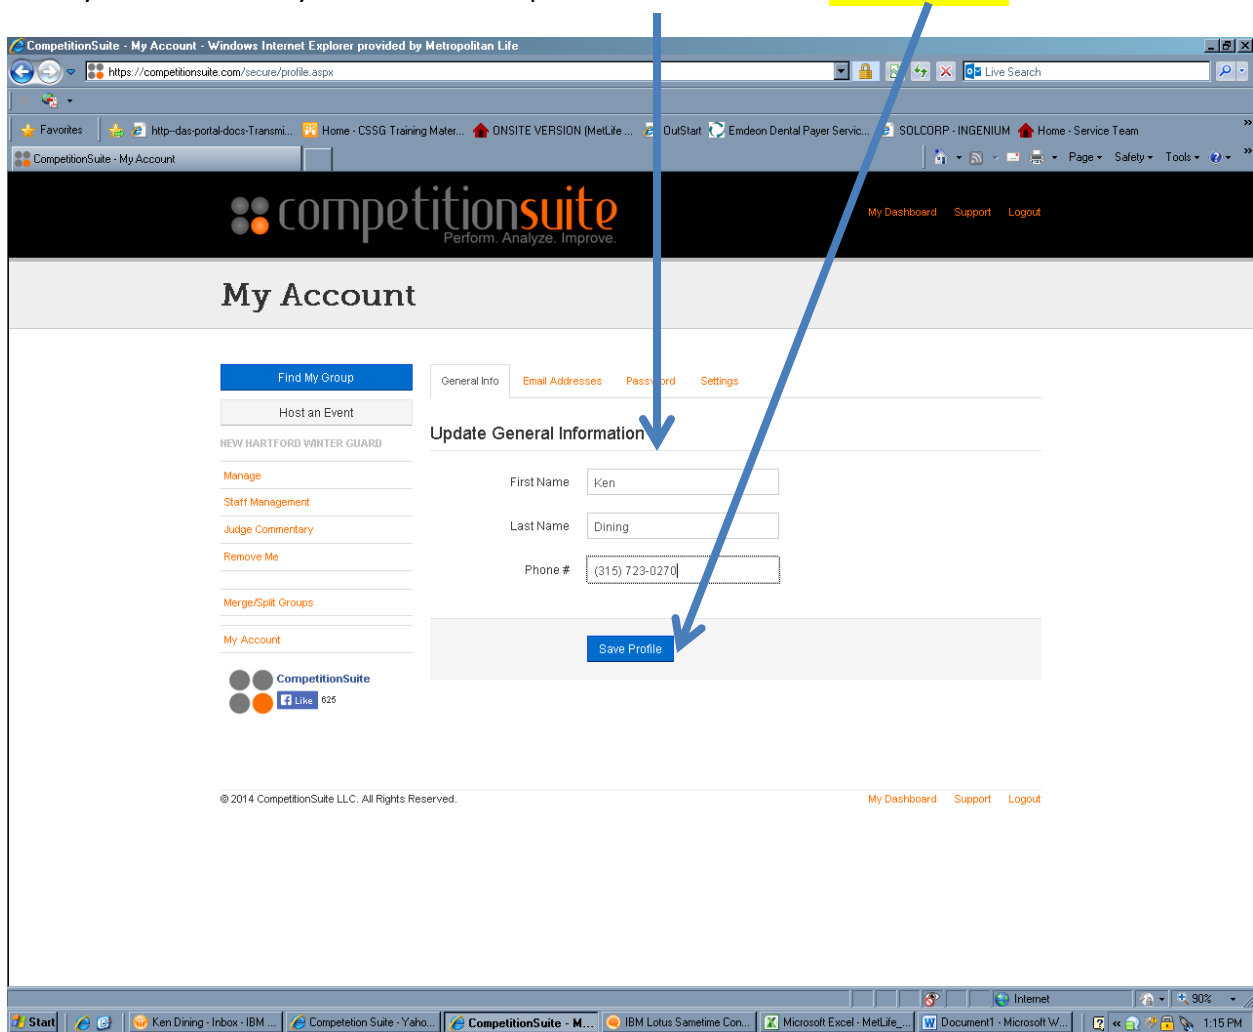 CompetitionSuite - My Account - Windows Internet Explorer provided by Metropolitan Life
https://competitionsuite.com/secure/profile.aspx
Live Search
Favorites
http--das-portal-docs-Transmi...
Home - CSSG Training Mater...
ONSITE VERSION (MetLife ...
OutStart
Emdeon Dental Payer Servic...
SOLCORP - INGENIUM
Home - Service Team
CompetitionSuite - My Account
Page
Safety
Tools
competitionsuite
Perform. Analyze. Improve.
My Dashboard
Support
Logout
My Account
Find My Group
Host an Event
NEW HARTFORD WINTER GUARD
Manage
Staff Management
Judge Commentary
Remove Me
Merge/Split Groups
My Account
CompetitionSuite
Like
625
General Info
Email Addresses
Password
Settings
Update General Information
First Name
Ken
Last Name
Dining
Phone #
(315) 723-0270
Save Profile
© 2014 CompetitionSuite LLC. All Rights Reserved.
My Dashboard
Support
Logout
Internet
90%
Start
Ken Dining - Inbox - IBM ...
Competetion Suite - Yaho...
CompetitionSuite - M...
IBM Lotus Sametime Con...
Microsoft Excel - MetLife_...
Document1 - Microsoft W...
1:15 PM